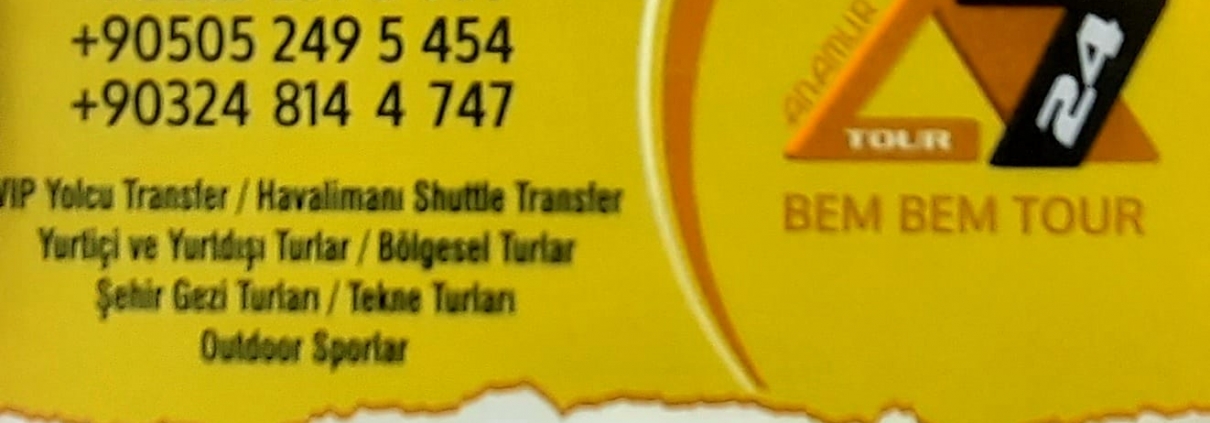 +90505 249 5 454
+90324 814 4 747
VIP Yolcu Transfer / Havalimanı Shuttle Transfer
Yurtiçi ve Yurtdışı Turlar / Bölgesel Turlar
Şehir Gezi Turları / Tekne Turları
Outdoor Sporlar
ANAMUR
24
TOUR
BEM BEM TOUR